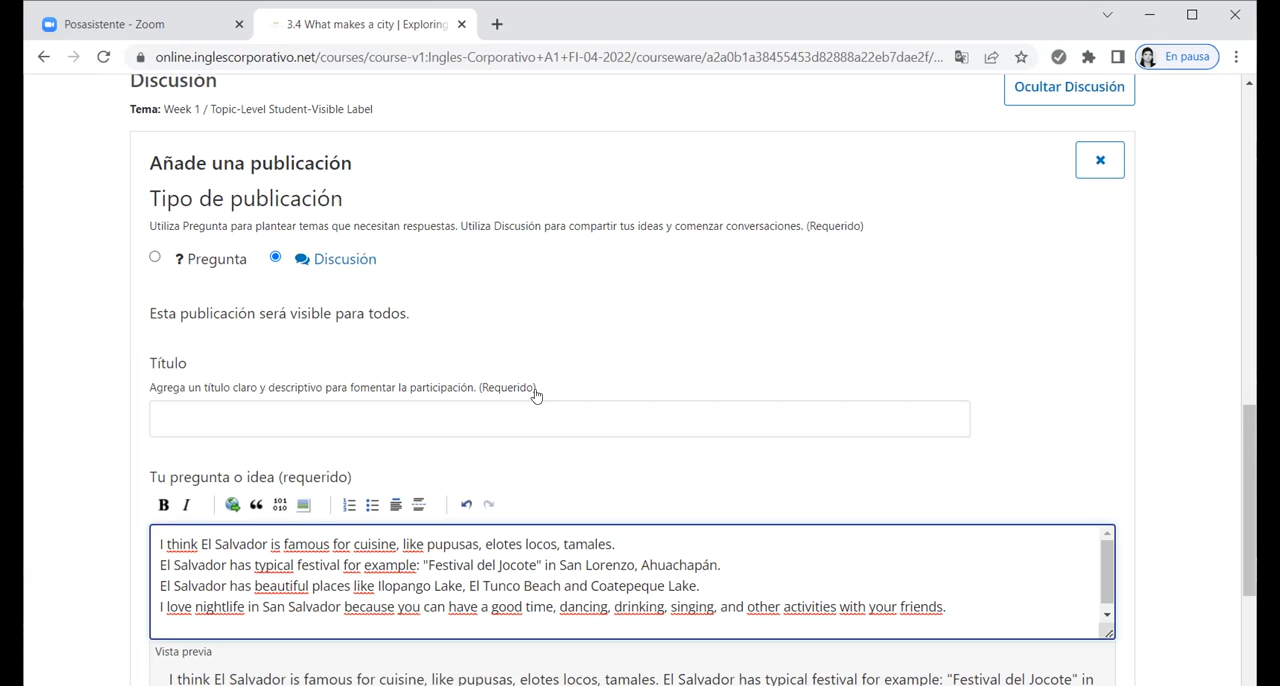 Posasistente - Zoom
3.4 What makes a city | Exploring
En pausa
online.inglescorporativo.net/courses/course-v1:Ingles-Corporativo+A1+FI-04-2022/courseware/a2a0b1a38455453d82888a22eb7dae2f/...
Discusión
Ocultar Discusión
Tema: Week 1 / Topic-Level Student-Visible Label
Añade una publicación
Tipo de publicación
Utiliza Pregunta para plantear temas que necesitan respuestas. Utiliza Discusión para compartir tus ideas y comenzar conversaciones. (Requerido)
? Pregunta
Discusión
Esta publicación será visible para todos.
Título
Agrega un título claro y descriptivo para fomentar la participación. (Requerido)
Tu pregunta o idea (requerido)
B I
101
010
I think El Salvador is famous for cuisine, like pupusas, elotes locos, tamales.
El Salvador has typical festival for example: "Festival del Jocote" in San Lorenzo, Ahuachapán.
El Salvador has beautiful places like Ilopango Lake, El Tunco Beach and Coatepeque Lake.
I love nightlife in San Salvador because you can have a good time, dancing, drinking, singing, and other activities with your friends.
Vista previa
I think El Salvador is famous for cuisine, like pupusas, elotes locos, tamales. El Salvador has typical festival for example: "Festival del Jocote" in